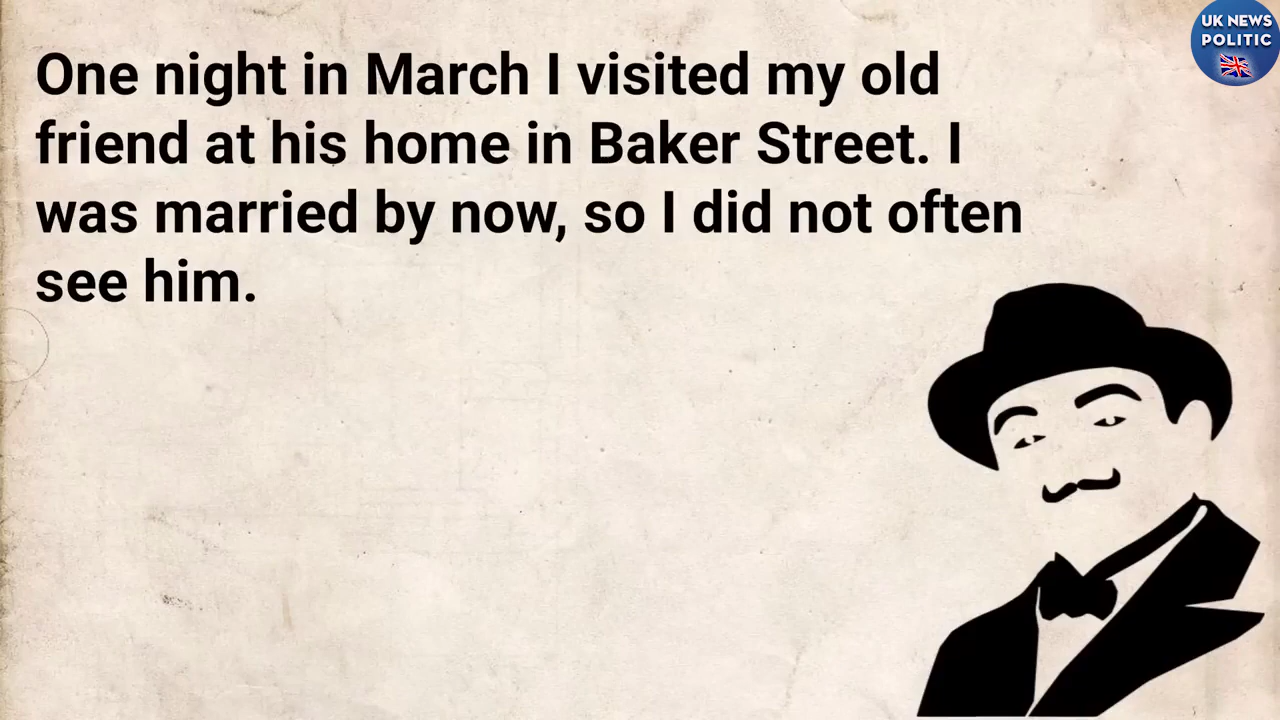 One night in March I visited my old
friend at his home in Baker Street. I
was married by now, so I did not often
see him.
UK NEWS
POLITIC